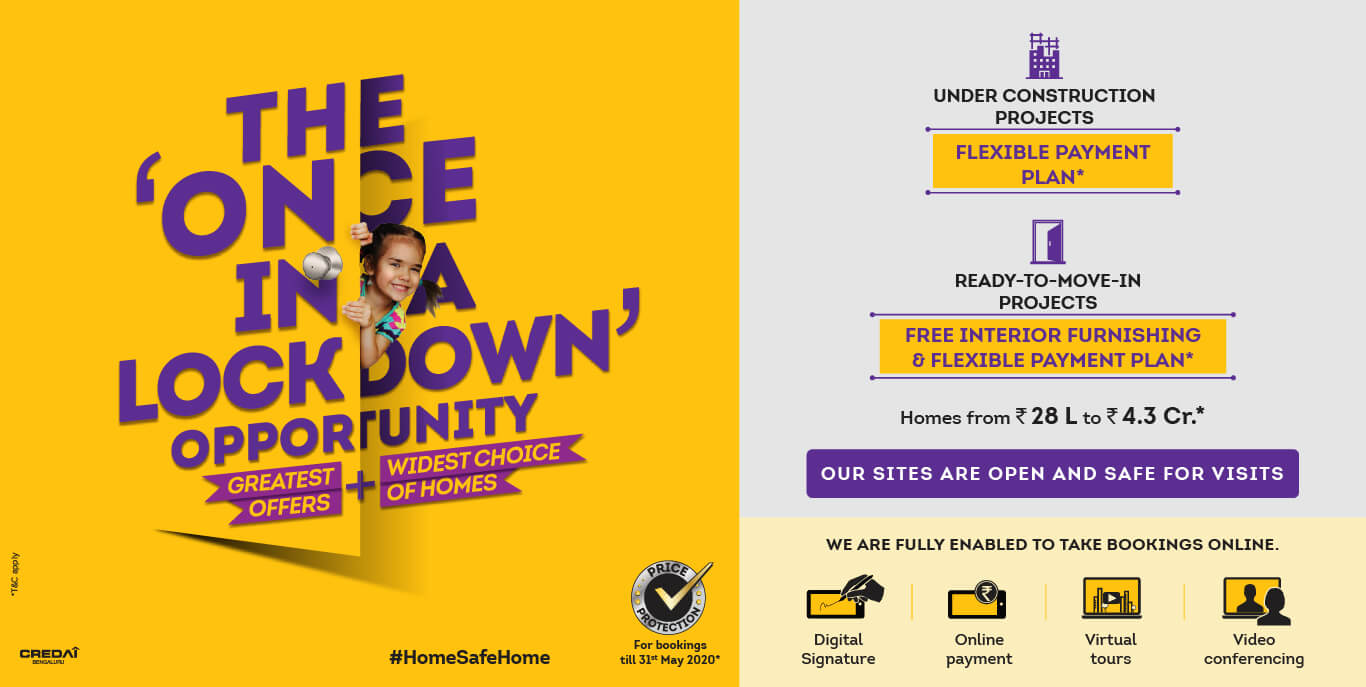 THE
‘ONCE
IN A
LOCKDOWN’
OPPORTUNITY
GREATEST
OFFERS
+
WIDEST CHOICE
OF HOMES
*T&C apply
CREDAI
BENGALURU
#HomeSafeHome
PRICE
PROTECTION
For bookings
till 31st May 2020*
UNDER CONSTRUCTION
PROJECTS
FLEXIBLE PAYMENT
PLAN*
READY-TO-MOVE-IN
PROJECTS
FREE INTERIOR FURNISHING
& FLEXIBLE PAYMENT PLAN*
Homes from ₹ 28 L to ₹ 4.3 Cr.*
OUR SITES ARE OPEN AND SAFE FOR VISITS
WE ARE FULLY ENABLED TO TAKE BOOKINGS ONLINE.
Digital
Signature
₹
Online
payment
Virtual
tours
Video
conferencing